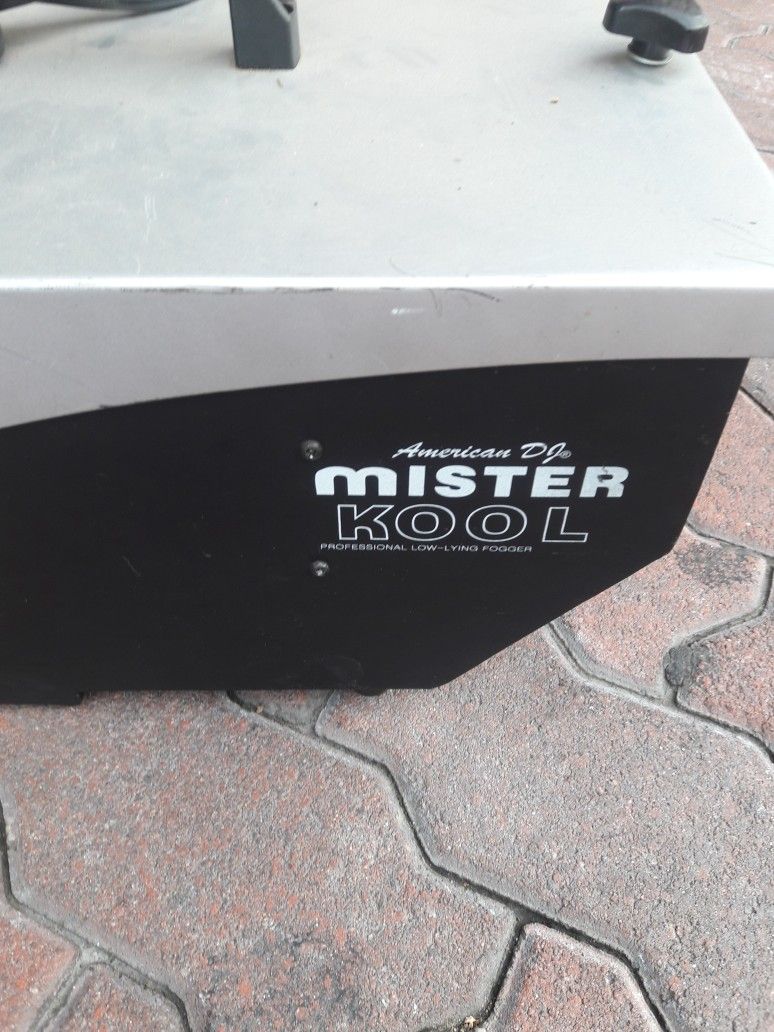 American DJ®
MISTER
KOOL
PROFESSIONAL LOW-LYING FOGGER